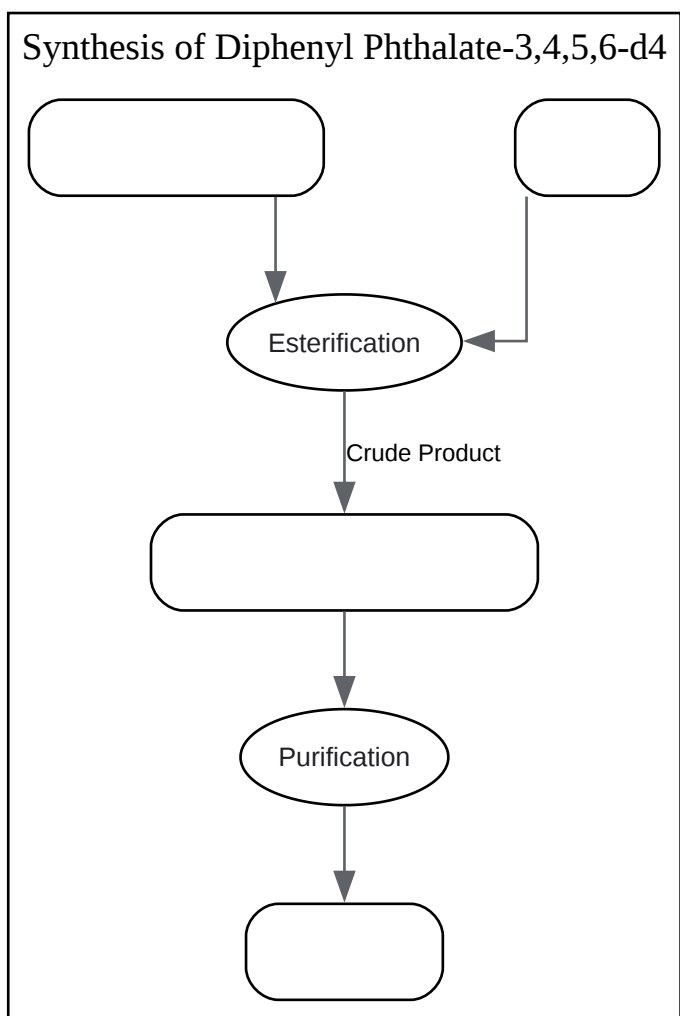 Synthesis of Diphenyl Phthalate-3,4,5,6-d4
Esterification
Crude Product
Purification